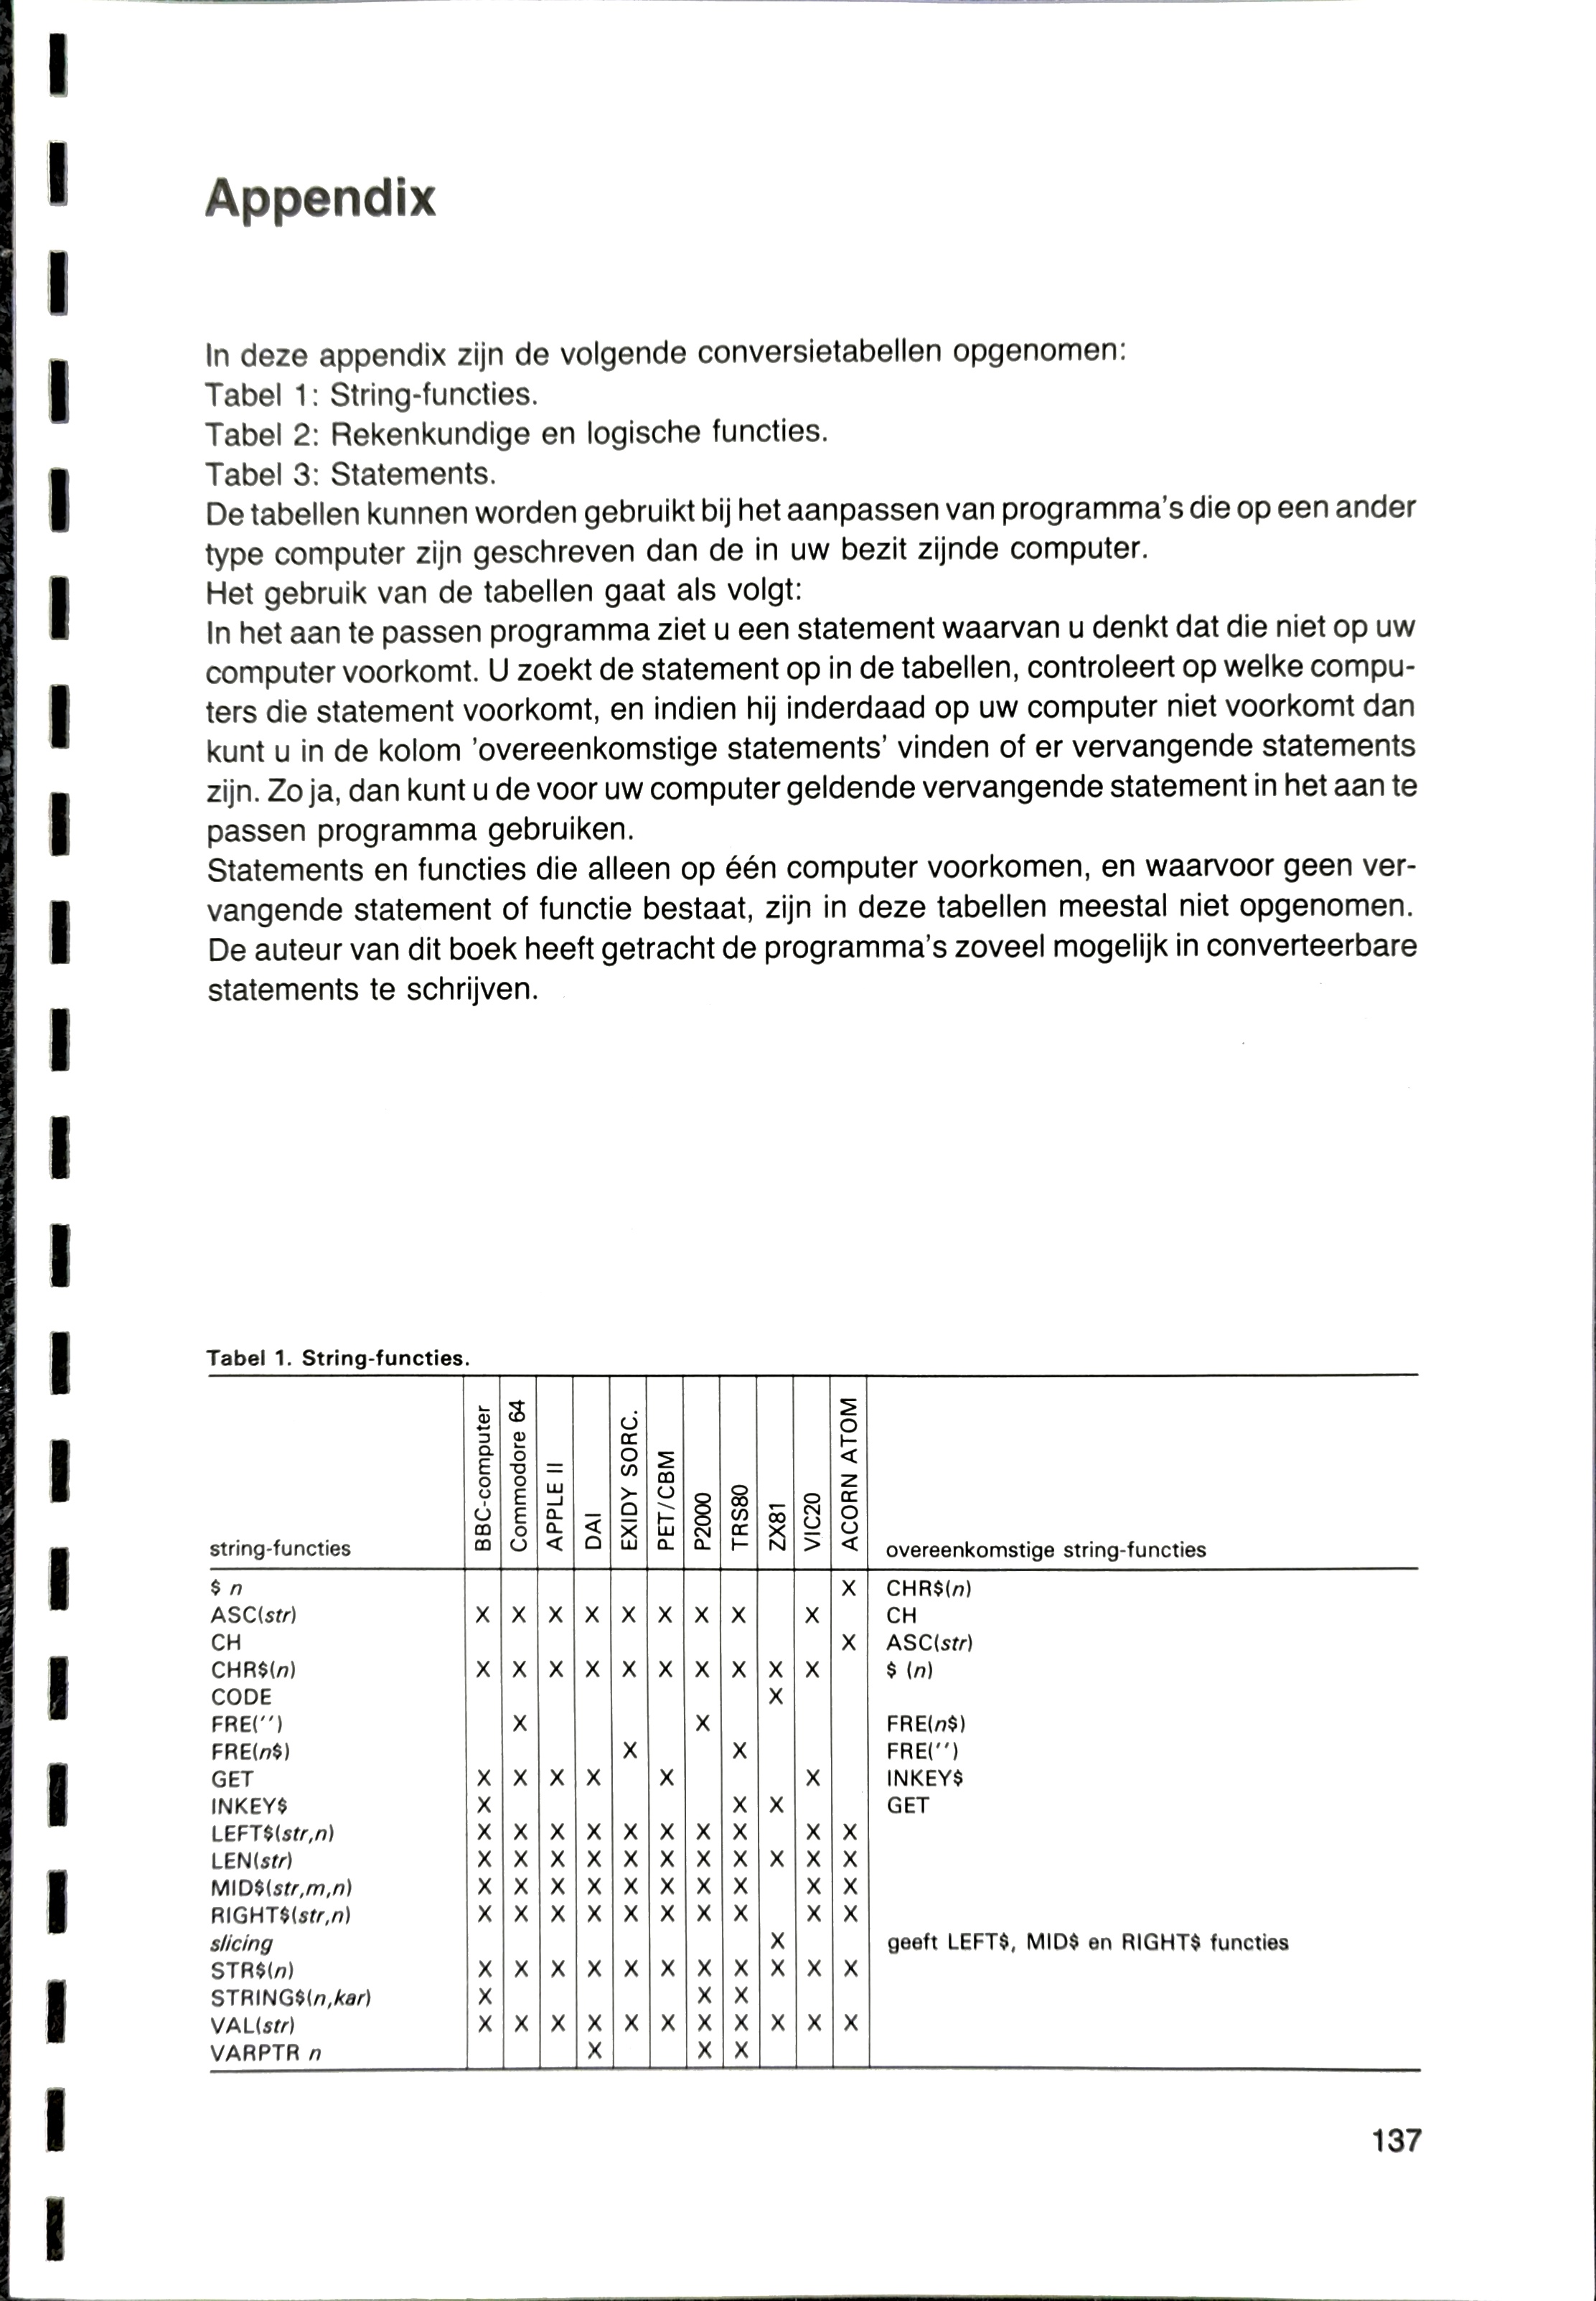 Appendix
In deze appendix zijn de volgende conversietabellen opgenomen:
Tabel 1: String-functies.
Tabel 2: Rekenkundige en logische functies.
Tabel 3: Statements.
De tabellen kunnen worden gebruikt bij het aanpassen van programma's die op een ander
type computer zijn geschreven dan de in uw bezit zijnde computer.
Het gebruik van de tabellen gaat als volgt:
In het aan te passen programma ziet u een statement waarvan u denkt dat die niet op uw
computer voorkomt. U zoekt de statement op in de tabellen, controleert op welke compu-
ters die statement voorkomt, en indien hij inderdaad op uw computer niet voorkomt dan
kunt u in de kolom 'overeenkomstige statements' vinden of er vervangende statements
zijn. Zo ja, dan kunt u de voor uw computer geldende vervangende statement in het aan te
passen programma gebruiken.
Statements en functies die alleen op één computer voorkomen, en waarvoor geen ver-
vangende statement of functie bestaat, zijn in deze tabellen meestal niet opgenomen.
De auteur van dit boek heeft getracht de programma's zoveel mogelijk in converteerbare
statements te schrijven.
Tabel 1. String-functies.
string-functies BBC-computer Commodore 64 APPLE II DAI EXIDY SORC. PET/CBM P2000 TRS80 ZX81 VIC20 ACORN ATOM overeenkomstige string-functies
$ n X CHR$(n)
ASC(str) X X X X X X X X X CH
CH X ASC(str)
CHR$(n) X X X X X X X X X X $ (n)
CODE X
FRE('') X X FRE(n$)
FRE(n$) X X FRE('')
GET X X X X X X INKEY$
INKEY$ X X X GET
LEFT$(str,n) X X X X X X X X X X
LEN(str) X X X X X X X X X X X
MID$(str,m,n) X X X X X X X X X X
RIGHT$(str,n) X X X X X X X X X X
slicing X geeft LEFT$, MID$ en RIGHT$ functies
STR$(n) X X X X X X X X X X X
STRING$(n,kar) X X X
VAL(str) X X X X X X X X X X X
VARPTR n X X X
137